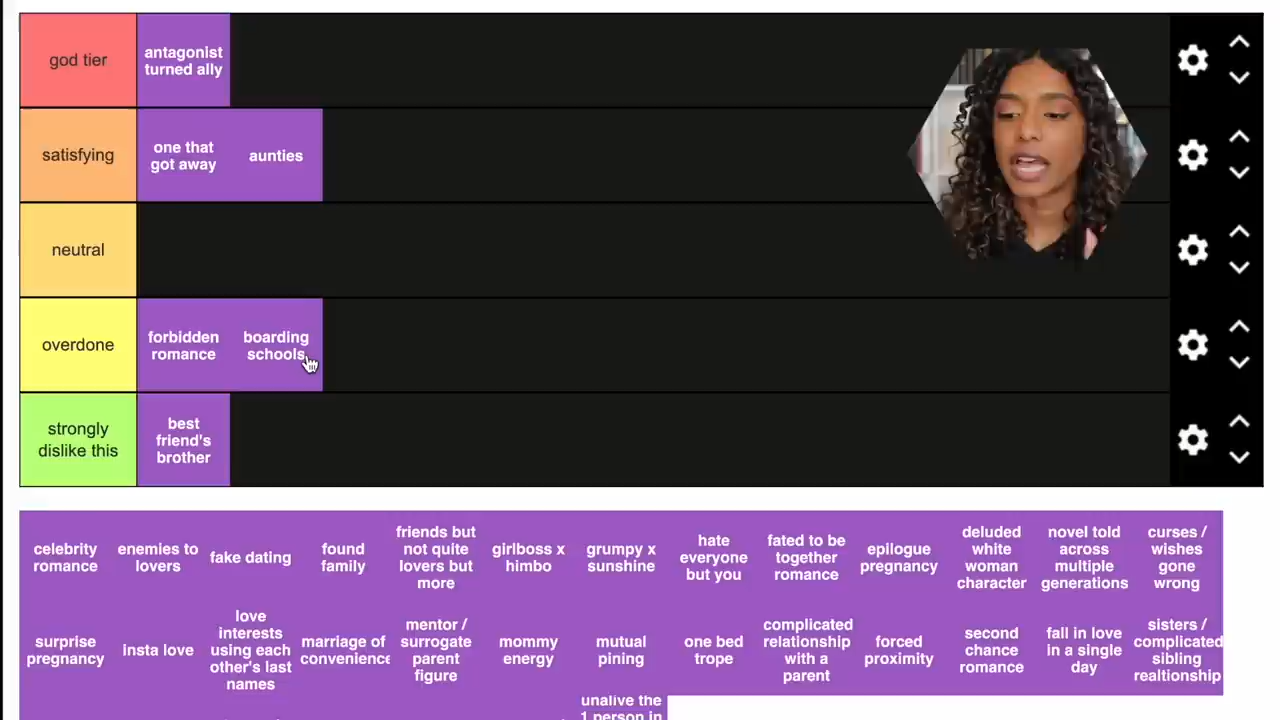 god tier
antagonist
turned ally
satisfying
one that
got away
aunties
neutral
overdone
forbidden
romance
boarding
schools
strongly
dislike this
best
friend's
brother
celebrity
romance
enemies to
lovers
fake dating
found
family
friends but
not quite
lovers but
more
girlboss x
himbo
grumpy x
sunshine
hate
everyone
but you
fated to be
together
romance
epilogue
pregnancy
deluded
white
woman
character
novel told
across
multiple
generations
curses /
wishes
gone
wrong
surprise
pregnancy
insta love
love
interests
using each
other's last
names
marriage of
convenience
mentor /
surrogate
parent
figure
mommy
energy
mutual
pining
one bed
trope
complicated
relationship
with a
parent
forced
proximity
second
chance
romance
fall in love
in a single
day
sisters /
complicated
sibling
realtionship
unalive the
1 person in